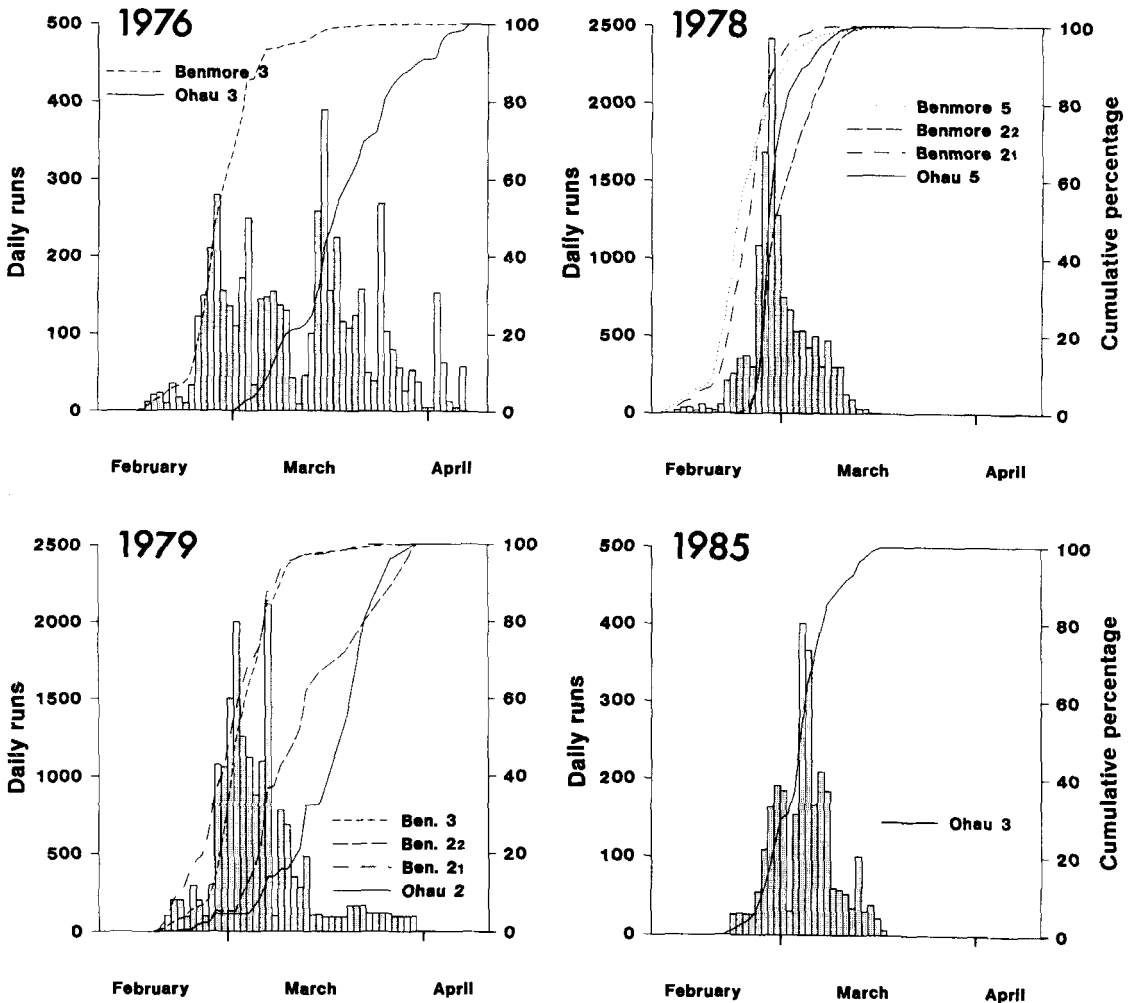 1976
Daily runs
500
400
300
200
100
0
Benmore 3
Ohau 3
100
80
60
40
20
0
February March April
1978
Daily runs
2500
2000
1500
1000
500
0
Benmore 5
Benmore 22
Benmore 21
Ohau 5
100
80
60
40
20
0
Cumulative percentage
February March April
1979
Daily runs
2500
2000
1500
1000
500
0
Ben. 3
Ben. 22
Ben. 21
Ohau 2
100
80
60
40
20
0
February March April
1985
Daily runs
500
400
300
200
100
0
Ohau 3
100
80
60
40
20
0
Cumulative percentage
February March April